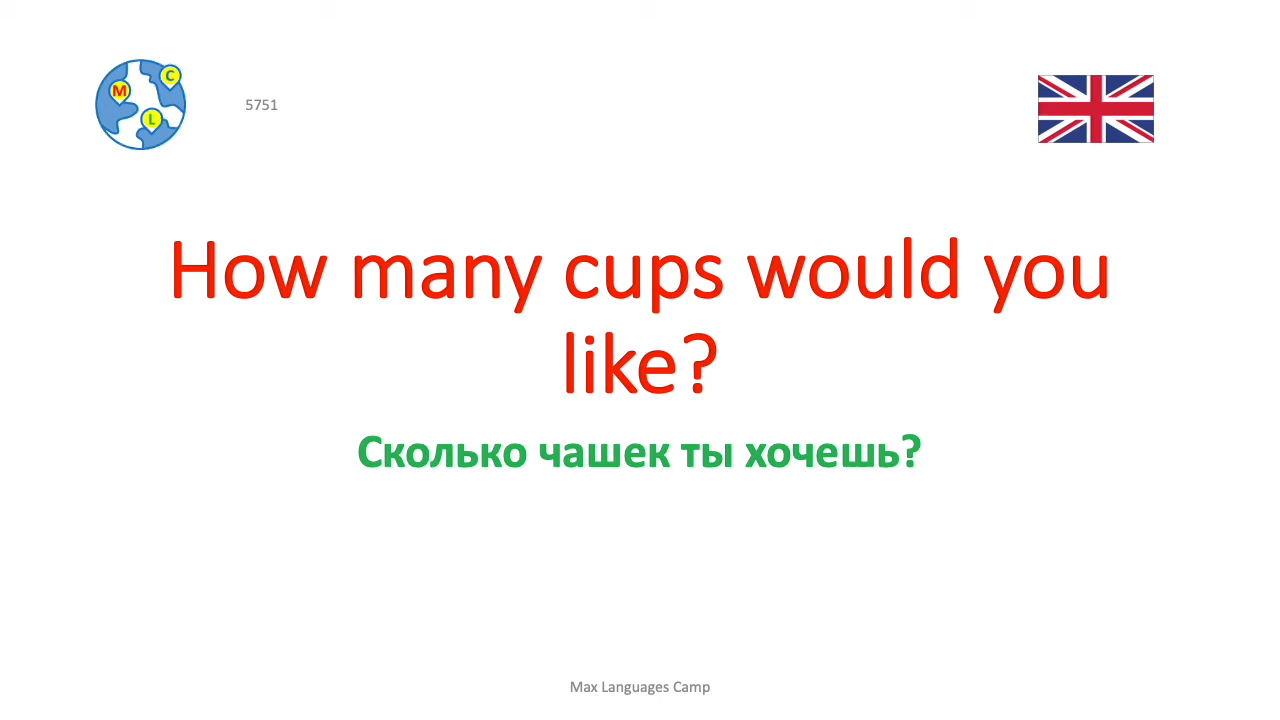 M
C
L
5751
How many cups would you
like?
Сколько чашек ты хочешь?
Max Languages Camp